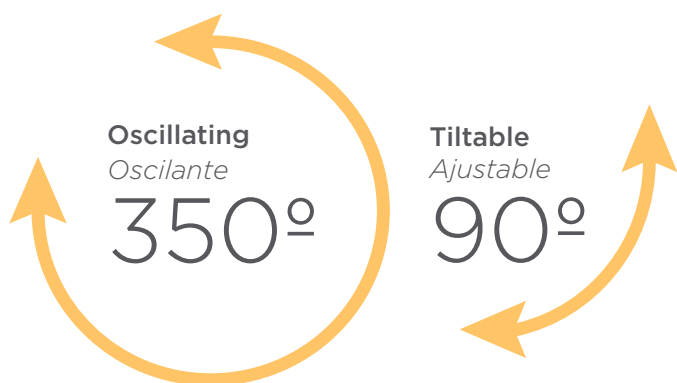 Oscillating
Oscilante
350º
Tiltable
Ajustable
90º